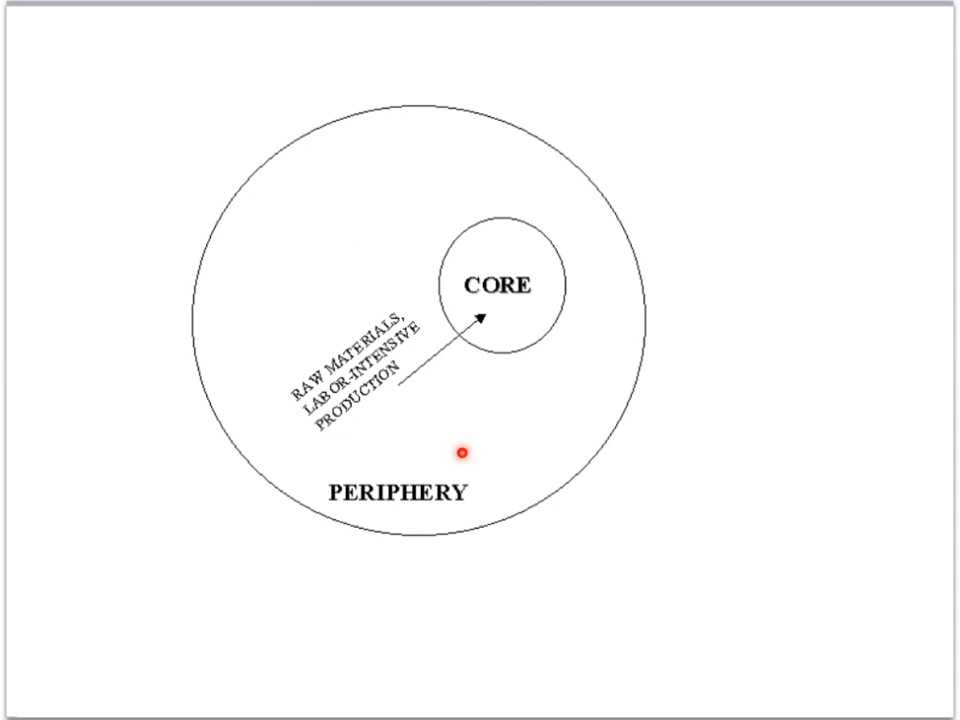 CORE
RAW MATERIALS,
LABOR-INTENSIVE
PRODUCTION
PERIPHERY